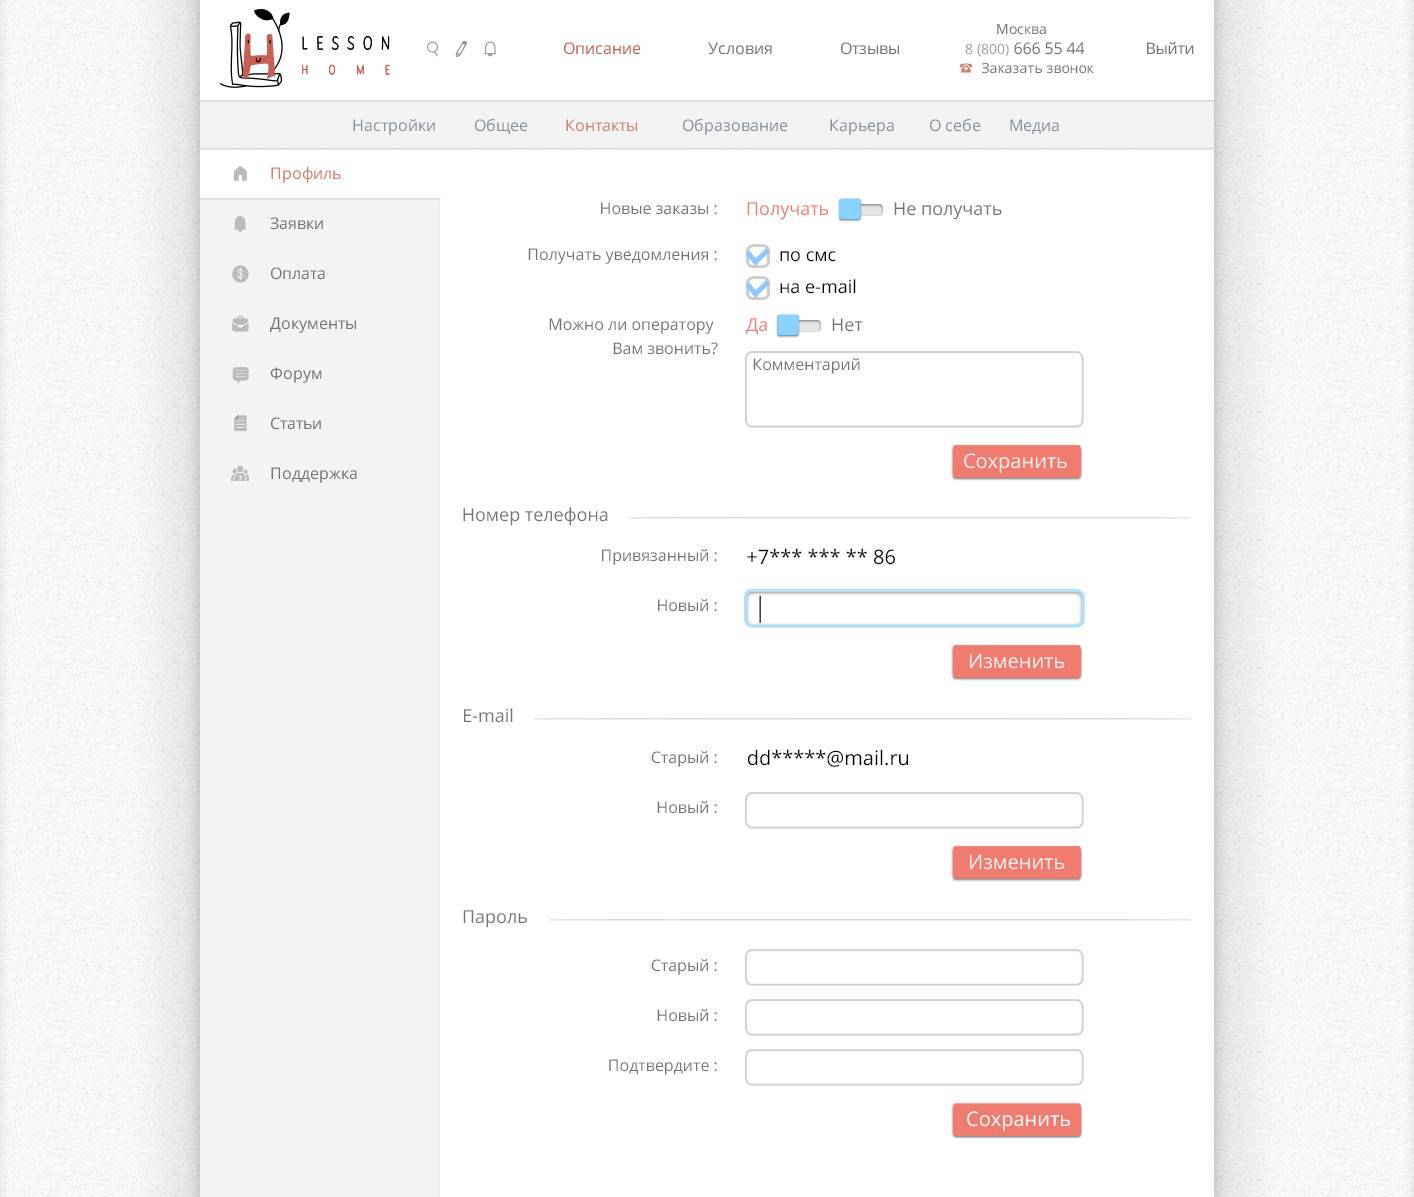 LESSON
HOME
Описание
Условия
Отзывы
Москва
8 (800) 666 55 44
Заказать звонок
Выйти
Настройки
Общее
Контакты
Образование
Карьера
О себе
Медиа
Профиль
Заявки
Оплата
Документы
Форум
Статьи
Поддержка
Новые заказы :
Получать
Не получать
Получать уведомления :
по смс
на e-mail
Можно ли оператору
Вам звонить?
Да
Нет
Комментарий
Сохранить
Номер телефона
Привязанный :
+7*** *** ** 86
Новый :
Изменить
E-mail
Старый :
dd*****@mail.ru
Новый :
Изменить
Пароль
Старый :
Новый :
Подтвердите :
Сохранить